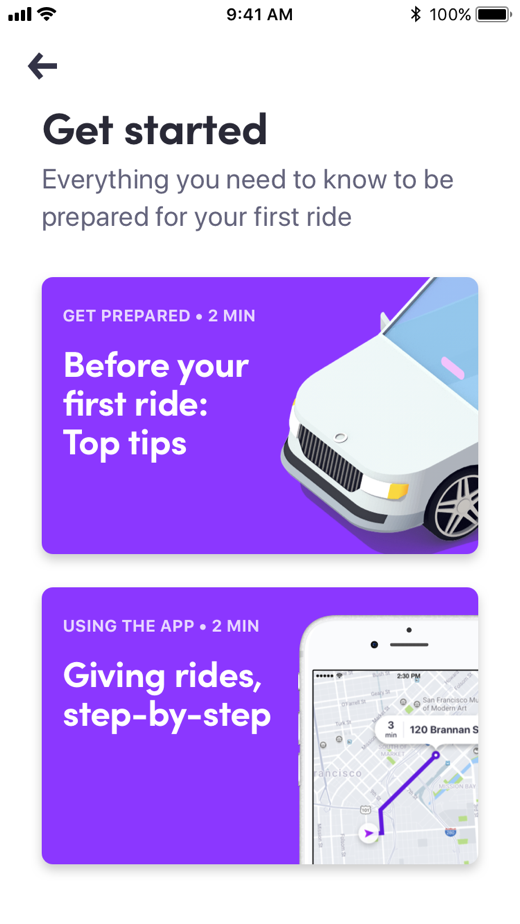 9:41 AM 100%
Get started
Everything you need to know to be
prepared for your first ride
GET PREPARED • 2 MIN
Before your
first ride:
Top tips
USING THE APP • 2 MIN
Giving rides,
step-by-step
2:30 PM
San Francisco Museum
of Modern Art
3
min
120 Brannan S
rancisco
101